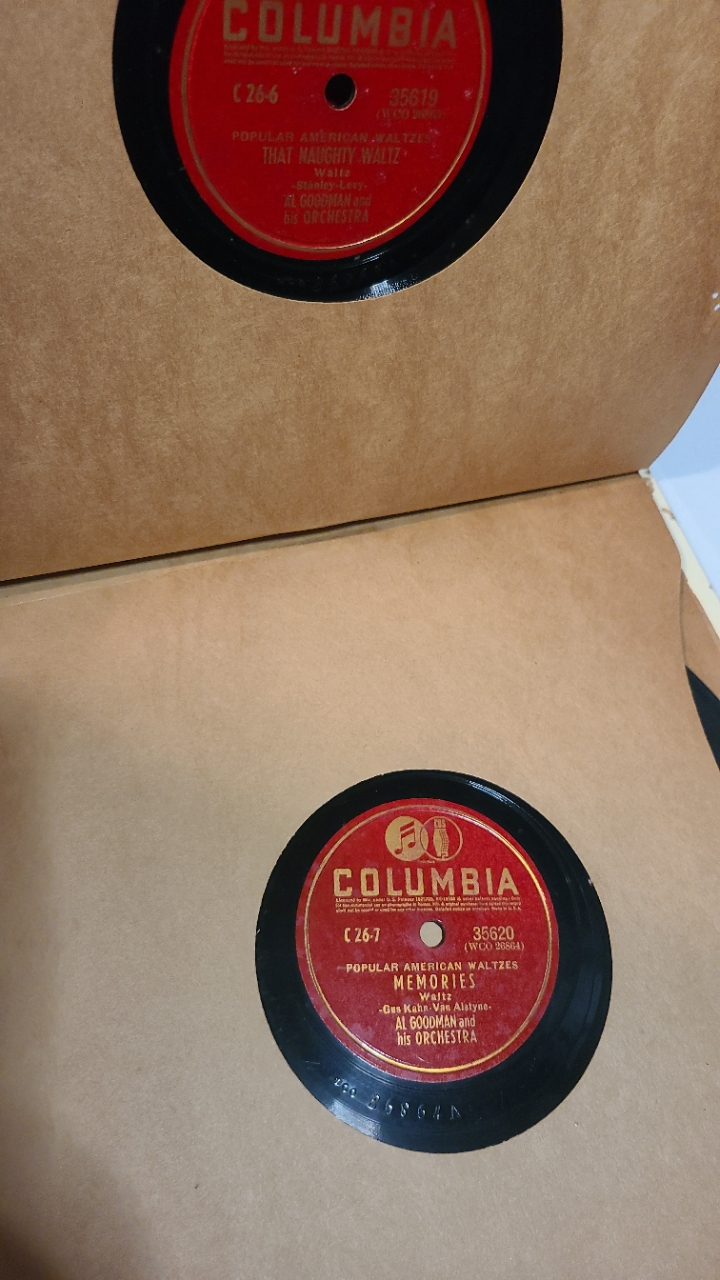 COLUMBIA
C 26-6
35619
POPULAR AMERICAN WALTZES
THAT NAUGHTY WALTZ
Waltz
-Stanley-Levy-
AL GOODMAN and
his ORCHESTRA
CBS
COLUMBIA
C 26-7
35620
(WCO 26864)
POPULAR AMERICAN WALTZES
MEMORIES
Waltz
-Gus Kahn-Van Alstyne-
AL GOODMAN and
his ORCHESTRA